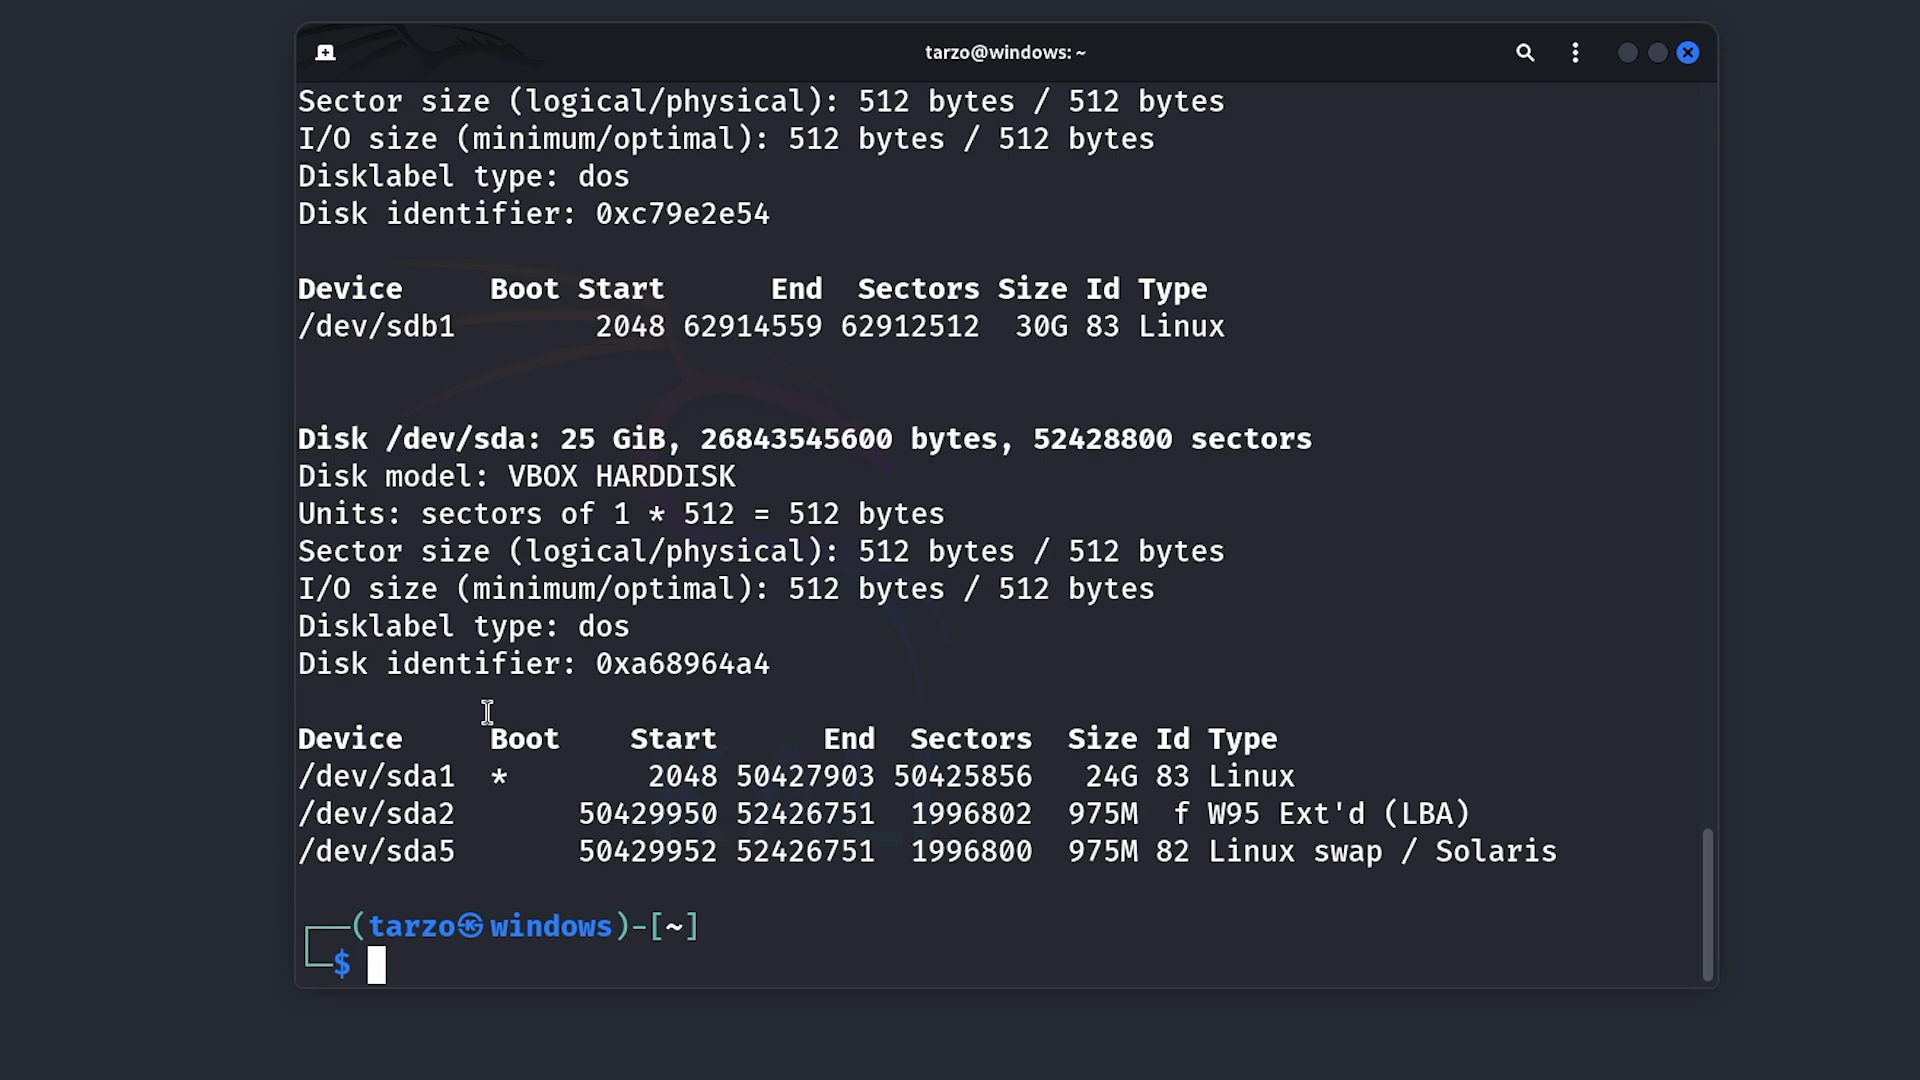 tarzo@windows: ~
Sector size (logical/physical): 512 bytes / 512 bytes
I/O size (minimum/optimal): 512 bytes / 512 bytes
Disklabel type: dos
Disk identifier: 0xc79e2e54
Device     Boot Start      End  Sectors Size Id Type
/dev/sdb1        2048 62914559 62912512  30G 83 Linux
Disk /dev/sda: 25 GiB, 26843545600 bytes, 52428800 sectors
Disk model: VBOX HARDDISK
Units: sectors of 1 * 512 = 512 bytes
Sector size (logical/physical): 512 bytes / 512 bytes
I/O size (minimum/optimal): 512 bytes / 512 bytes
Disklabel type: dos
Disk identifier: 0xa68964a4
Device     Boot    Start      End  Sectors  Size Id Type
/dev/sda1  *        2048 50427903 50425856   24G 83 Linux
/dev/sda2       50429950 52426751  1996802  975M  f W95 Ext'd (LBA)
/dev/sda5       50429952 52426751  1996800  975M 82 Linux swap / Solaris
┌──(tarzo㉿windows)-[~]
└─$